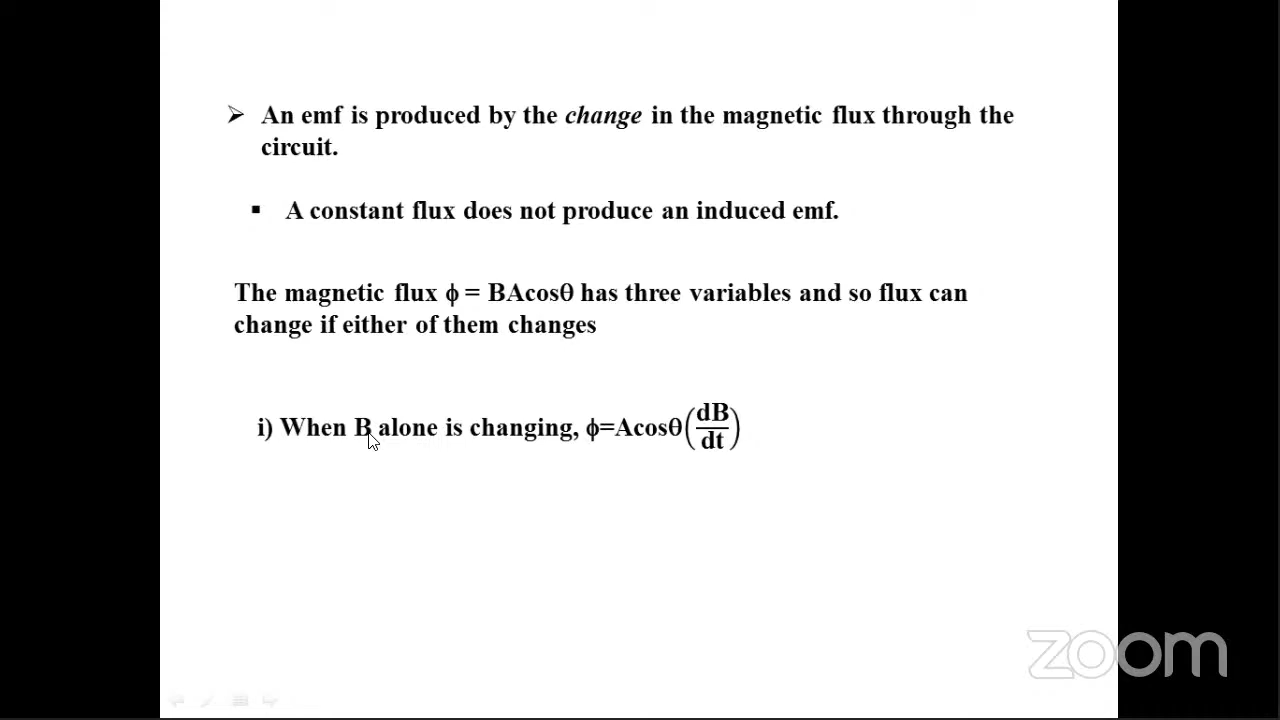 ➢ An emf is produced by the change in the magnetic flux through the
circuit.
▪ A constant flux does not produce an induced emf.
The magnetic flux ϕ = BAcosθ has three variables and so flux can
change if either of them changes
i) When B alone is changing, ϕ=Acosθ(dB/dt)
zoom